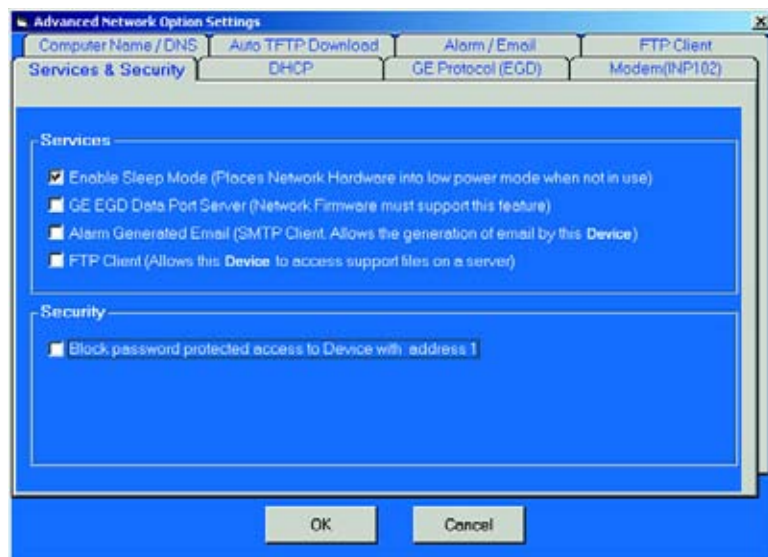 Advanced Network Option Settings
Computer Name / DNS
Auto TFTP Download
Alarm / Email
FTP Client
Services & Security
DHCP
GE Protocol (EGD)
Modem(INP102)
Services
Enable Sleep Mode (Places Network Hardware into low power mode when not in use)
GE EGD Data Port Server (Network Firmware must support this feature)
Alarm Generated Email (SMTP Client. Allows the generation of email by this Device)
FTP Client (Allows this Device to access support files on a server)
Security
Block password protected access to Device with address 1
OK
Cancel